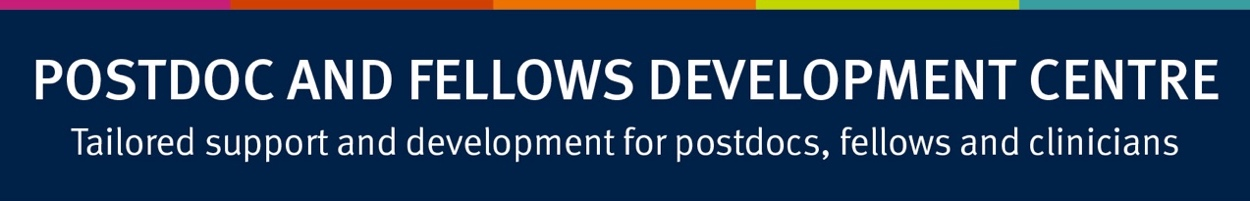 POSTDOC AND FELLOWS DEVELOPMENT CENTRE
Tailored support and development for postdocs, fellows and clinicians